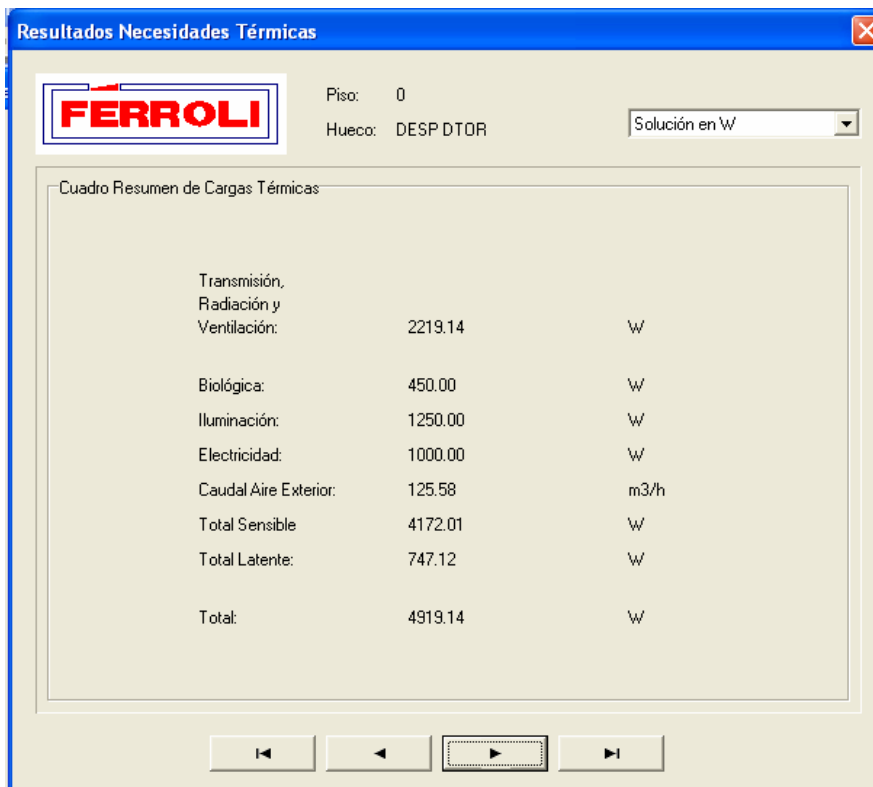 Resultados Necesidades Térmicas
FÉRROLI
Piso: 0
Hueco: DESP DTOR
Solución en W
Cuadro Resumen de Cargas Térmicas
Transmisión,
Radiación y
Ventilación: 2219.14 W
Biológica: 450.00 W
Iluminación: 1250.00 W
Electricidad: 1000.00 W
Caudal Aire Exterior: 125.58 m3/h
Total Sensible 4172.01 W
Total Latente: 747.12 W
Total: 4919.14 W